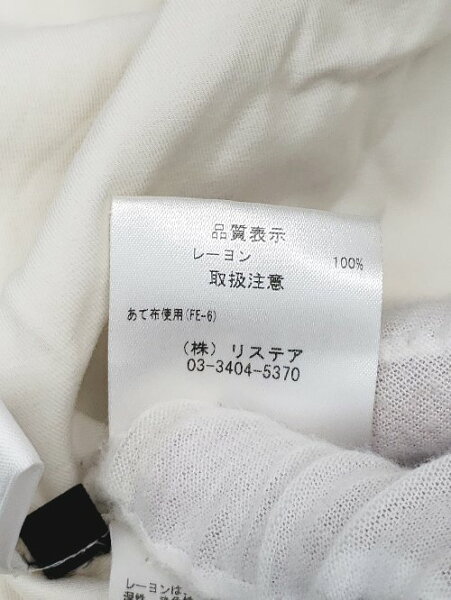 品質表示
レーヨン 100%
取扱注意
あて布使用(FE-6)
(株) リステア
03-3404-5370
レーヨンは、